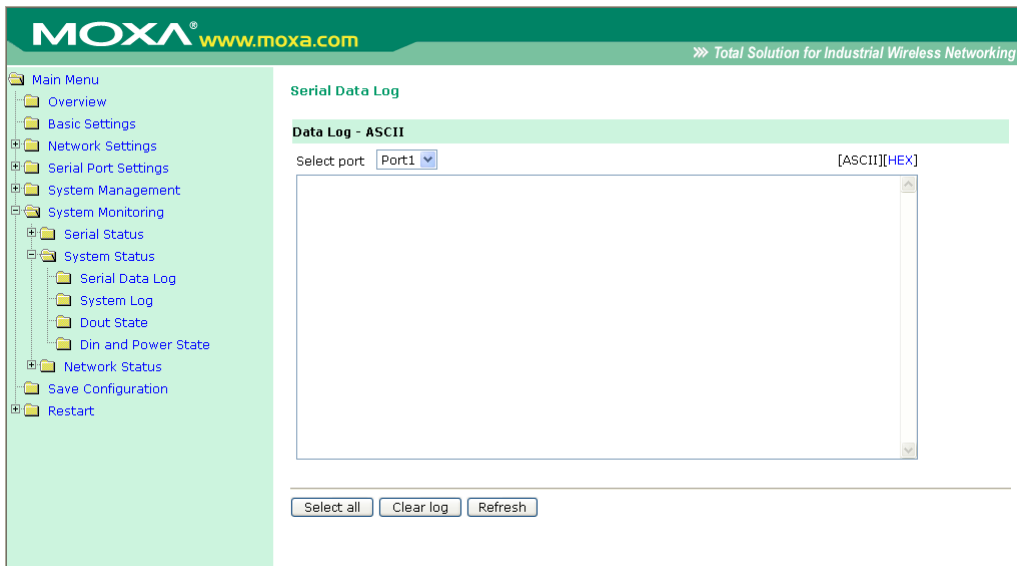 MOXA® www.moxa.com
>>> Total Solution for Industrial Wireless Networking
Main Menu
Overview
Basic Settings
Network Settings
Serial Port Settings
System Management
System Monitoring
Serial Status
System Status
Serial Data Log
System Log
Dout State
Din and Power State
Network Status
Save Configuration
Restart
Serial Data Log
Data Log - ASCII
Select port Port1 [ASCII][HEX]
Select all Clear log Refresh